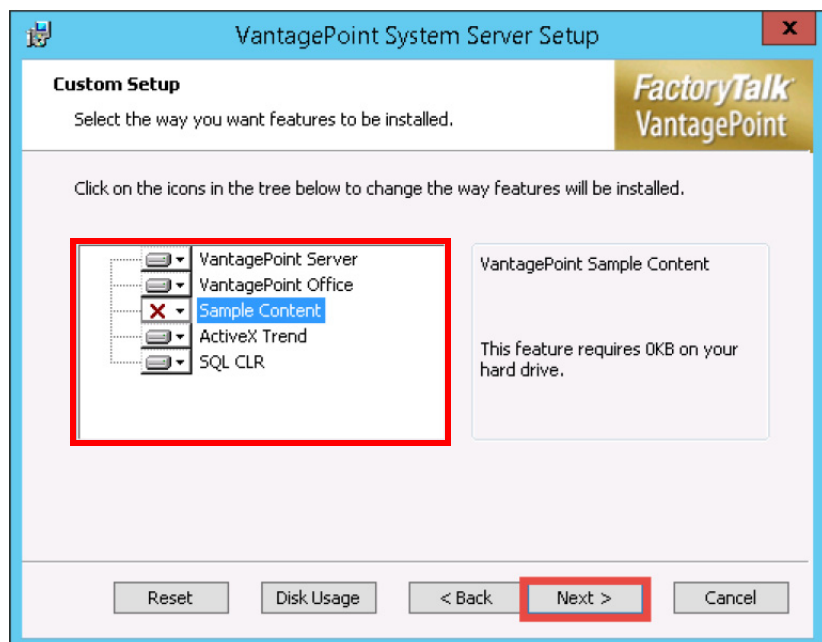 VantagePoint System Server Setup
x
Custom Setup
Select the way you want features to be installed.
FactoryTalk
VantagePoint
Click on the icons in the tree below to change the way features will be installed.
VantagePoint Server
VantagePoint Office
Sample Content
ActiveX Trend
SQL CLR
VantagePoint Sample Content
This feature requires 0KB on your
hard drive.
Reset
Disk Usage
< Back
Next >
Cancel